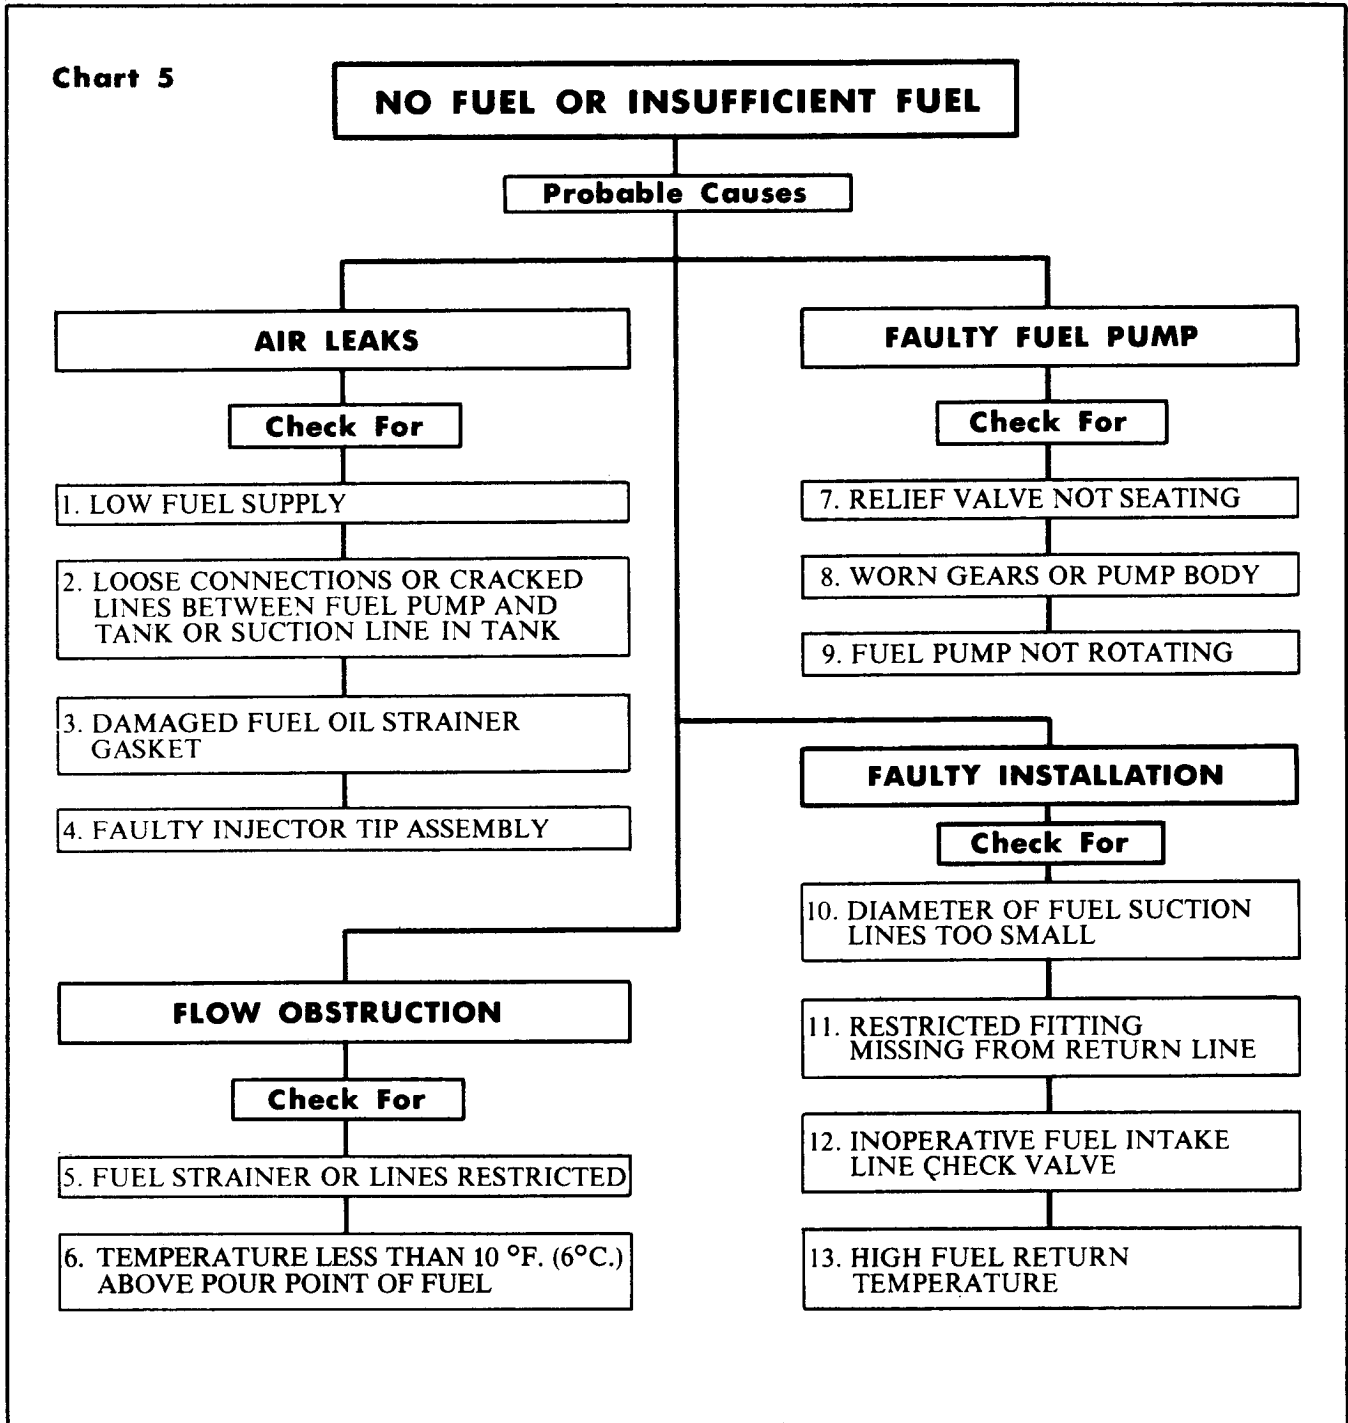 Chart 5
NO FUEL OR INSUFFICIENT FUEL
Probable Causes
AIR LEAKS
Check For
1. LOW FUEL SUPPLY
2. LOOSE CONNECTIONS OR CRACKED
LINES BETWEEN FUEL PUMP AND
TANK OR SUCTION LINE IN TANK
3. DAMAGED FUEL OIL STRAINER
GASKET
4. FAULTY INJECTOR TIP ASSEMBLY
FLOW OBSTRUCTION
Check For
5. FUEL STRAINER OR LINES RESTRICTED
6. TEMPERATURE LESS THAN 10 °F. (6°C.)
ABOVE POUR POINT OF FUEL
FAULTY FUEL PUMP
Check For
7. RELIEF VALVE NOT SEATING
8. WORN GEARS OR PUMP BODY
9. FUEL PUMP NOT ROTATING
FAULTY INSTALLATION
Check For
10. DIAMETER OF FUEL SUCTION
LINES TOO SMALL
11. RESTRICTED FITTING
MISSING FROM RETURN LINE
12. INOPERATIVE FUEL INTAKE
LINE CHECK VALVE
13. HIGH FUEL RETURN
TEMPERATURE